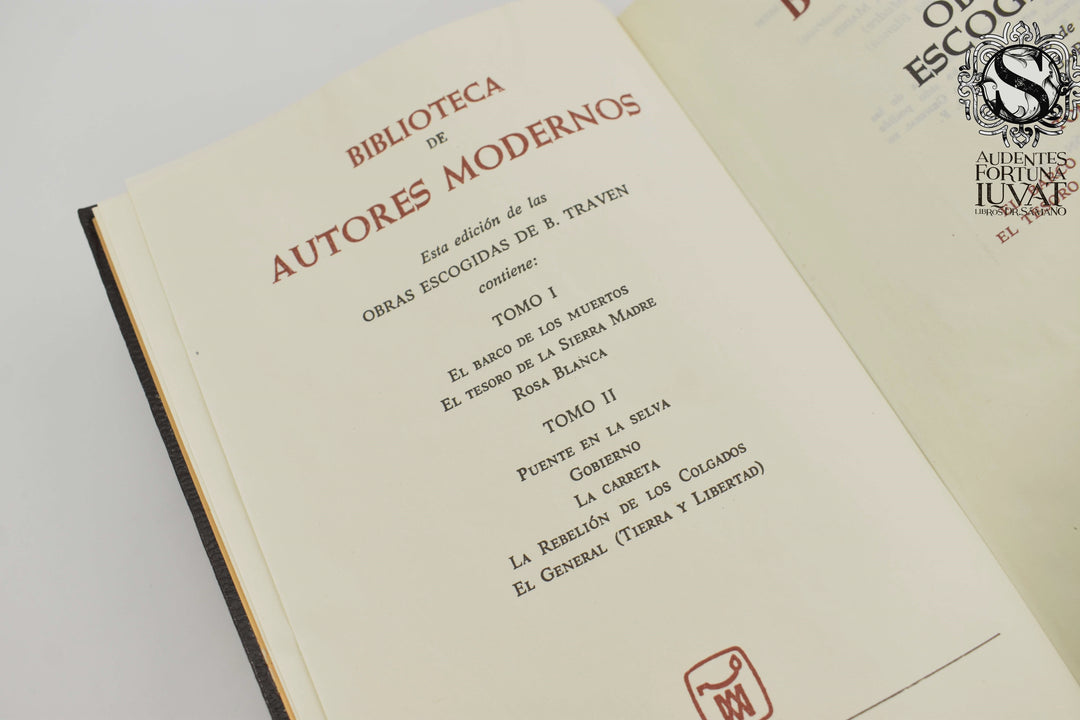 BIBLIOTECA
DE
AUTORES MODERNOS
Esta edición de las
OBRAS ESCOGIDAS DE B. TRAVEN
contiene:
TOMO I
EL BARCO DE LOS MUERTOS
EL TESORO DE LA SIERRA MADRE
ROSA BLANCA
TOMO II
PUENTE EN LA SELVA
GOBIERNO
LA CARRETA
LA REBELIÓN DE LOS COLGADOS
EL GENERAL (TIERRA Y LIBERTAD)
ESCOG
EL TESORO
S
AUDENTES
FORTUNA
IUVAT
LIBROS DR. SÁMANO